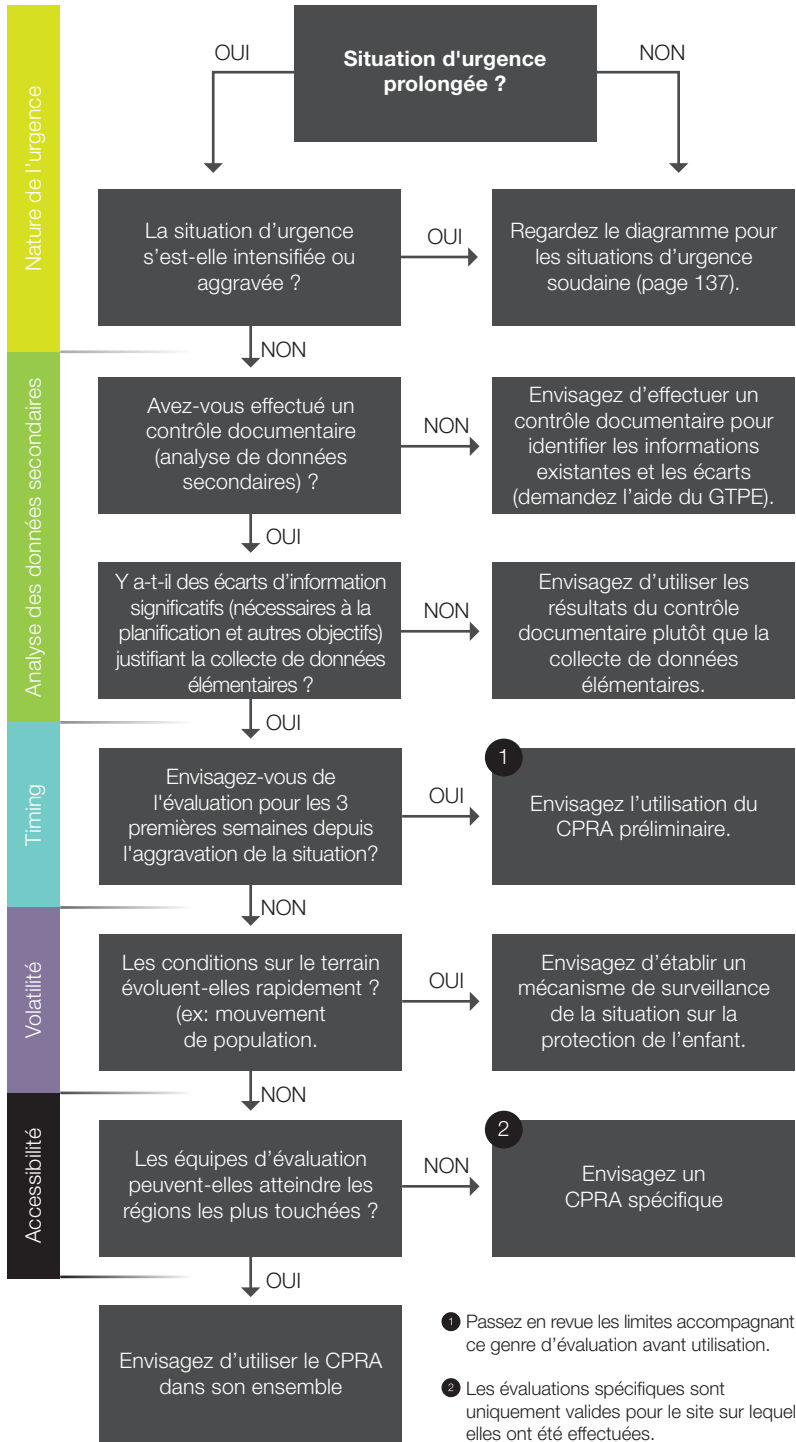 Situation d'urgence
prolongée ?
OUI
NON
Nature de l'urgence
La situation d’urgence
s’est-elle intensifiée ou
aggravée ?
OUI
Regardez le diagramme pour
les situations d’urgence
soudaine (page 137).
NON
Analyse des données secondaires
Avez-vous effectué un
contrôle documentaire
(analyse de données
secondaires) ?
NON
Envisagez d’effectuer un
contrôle documentaire pour
identifier les informations
existantes et les écarts
(demandez l’aide du GTPE).
OUI
Y a-t-il des écarts d’information
significatifs (nécessaires à la
planification et autres objectifs)
justifiant la collecte de données
élémentaires ?
NON
Envisagez d’utiliser les
résultats du contrôle
documentaire plutôt que la
collecte de données
élémentaires.
OUI
Timing
Envisagez-vous de
l'évaluation pour les 3
premières semaines depuis
l'aggravation de la situation?
OUI
1
Envisagez l’utilisation du
CPRA préliminaire.
NON
Volatilité
Les conditions sur le terrain
évoluent-elles rapidement ?
(ex: mouvement
de population.
OUI
Envisagez d’établir un
mécanisme de surveillance
de la situation sur la
protection de l’enfant.
NON
Accessibilité
Les équipes d’évaluation
peuvent-elles atteindre les
régions les plus touchées ?
NON
2
Envisagez un
CPRA spécifique
OUI
Envisagez d’utiliser le CPRA
dans son ensemble
1 Passez en revue les limites accompagnant
ce genre d’évaluation avant utilisation.
2 Les évaluations spécifiques sont
uniquement valides pour le site sur lequel
elles ont été effectuées.